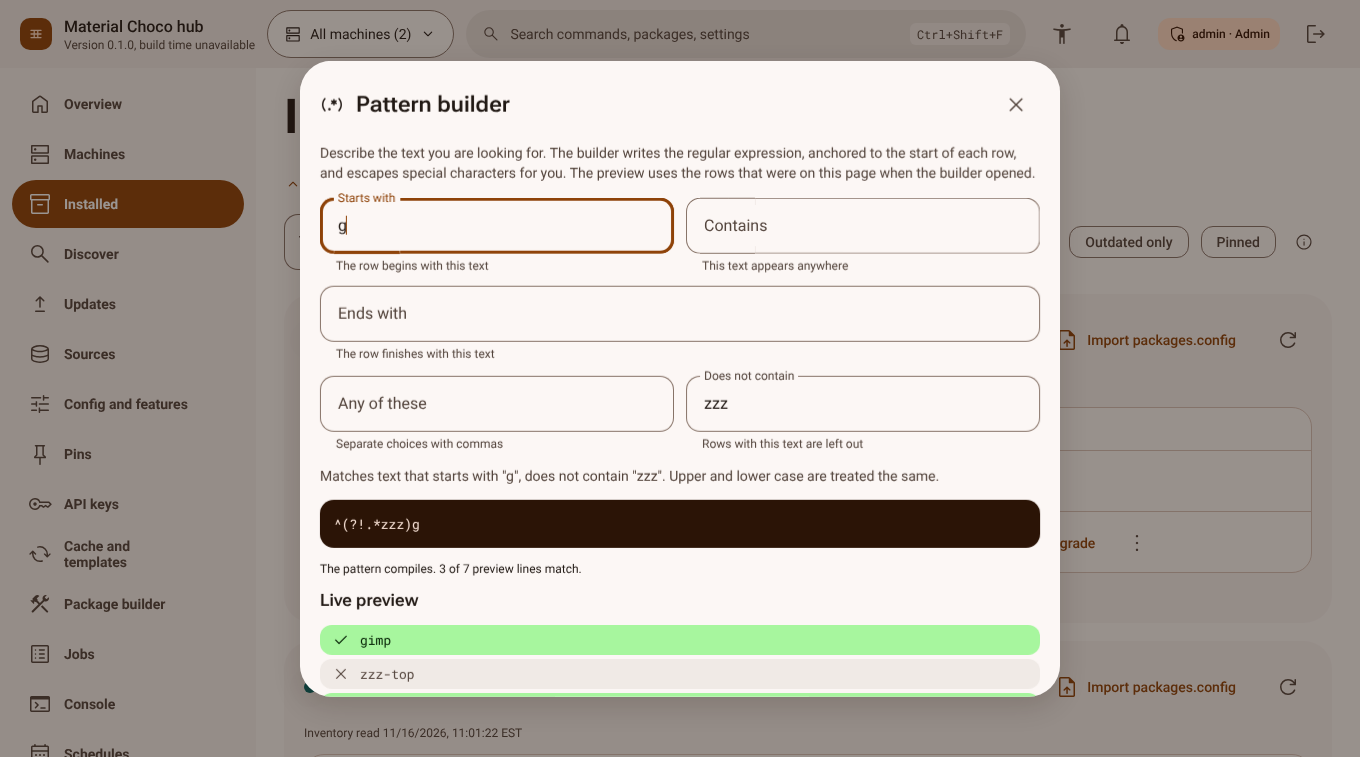 Material Choco hub
Version 0.1.0, build time unavailable
All machines (2)
Search commands, packages, settings
Ctrl+Shift+F
admin · Admin
Overview
Machines
Installed
Discover
Updates
Sources
Config and features
Pins
API keys
Cache and
templates
Package builder
Jobs
Console
Schedules
(.*) Pattern builder
Describe the text you are looking for. The builder writes the regular expression, anchored to the start of each row,
and escapes special characters for you. The preview uses the rows that were on this page when the builder opened.
Starts with
g
The row begins with this text
Contains
This text appears anywhere
Ends with
The row finishes with this text
Any of these
Separate choices with commas
Does not contain
zzz
Rows with this text are left out
Matches text that starts with "g", does not contain "zzz". Upper and lower case are treated the same.
^(?!.*zzz)g
The pattern compiles. 3 of 7 preview lines match.
Live preview
gimp
zzz-top
Outdated only
Pinned
Import packages.config
grade
Import packages.config
Inventory read 11/16/2026, 11:01:22 EST